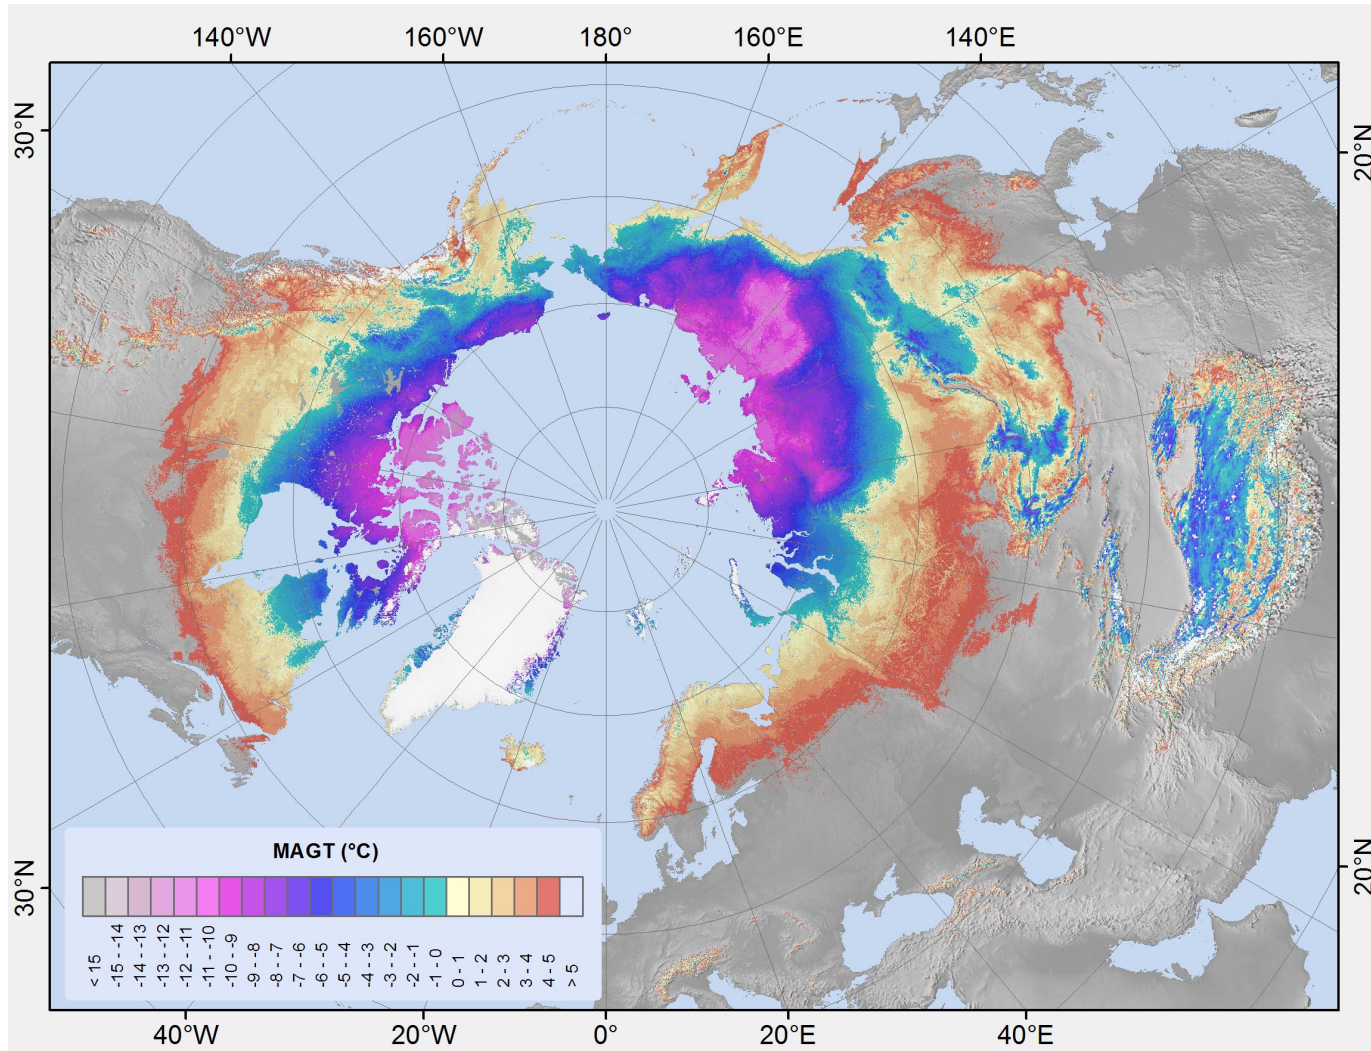 140°W 160°W 180° 160°E 140°E
30°N
20°N
MAGT (°C)
< 15
-15 - -14
-14 - -13
-13 - -12
-12 - -11
-11 - -10
-10 - -9
-9 - -8
-8 - -7
-7 - -6
-6 - -5
-5 - -4
-4 - -3
-3 - -2
-2 - -1
-1 - 0
0 - 1
1 - 2
2 - 3
3 - 4
4 - 5
> 5
30°N
20°N
40°W 20°W 0° 20°E 40°E